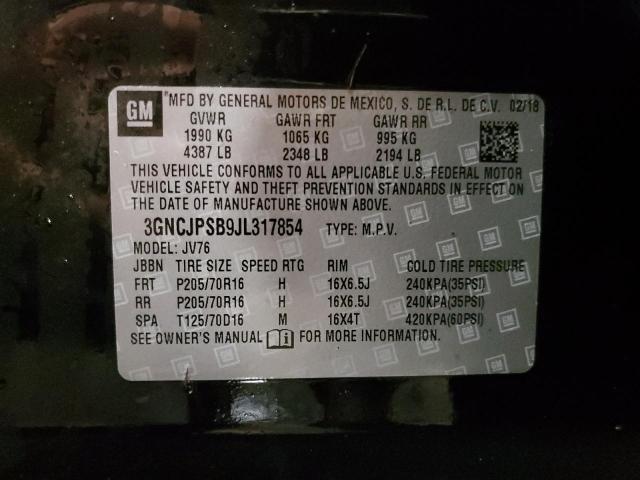 GM "MFD BY GENERAL MOTORS DE MEXICO, S. DE R.L. DE C.V. 02/18
GVWR GAWR FRT GAWR RR
1990 KG 1065 KG 995 KG
4387 LB 2348 LB 2194 LB
THIS VEHICLE CONFORMS TO ALL APPLICABLE U.S. FEDERAL MOTOR
VEHICLE SAFETY AND THEFT PREVENTION STANDARDS IN EFFECT ON
THE DATE OF MANUFACTURE SHOWN ABOVE.
3GNCJPSB9JL317854 TYPE: M.P.V.
MODEL: JV76
JBBN TIRE SIZE SPEED RTG RIM COLD TIRE PRESSURE
FRT P205/70R16 H 16X6.5J 240KPA(35PSI)
RR P205/70R16 H 16X6.5J 240KPA(35PSI)
SPA T125/70D16 M 16X4T 420KPA(60PSI)
SEE OWNER'S MANUAL FOR MORE INFORMATION.